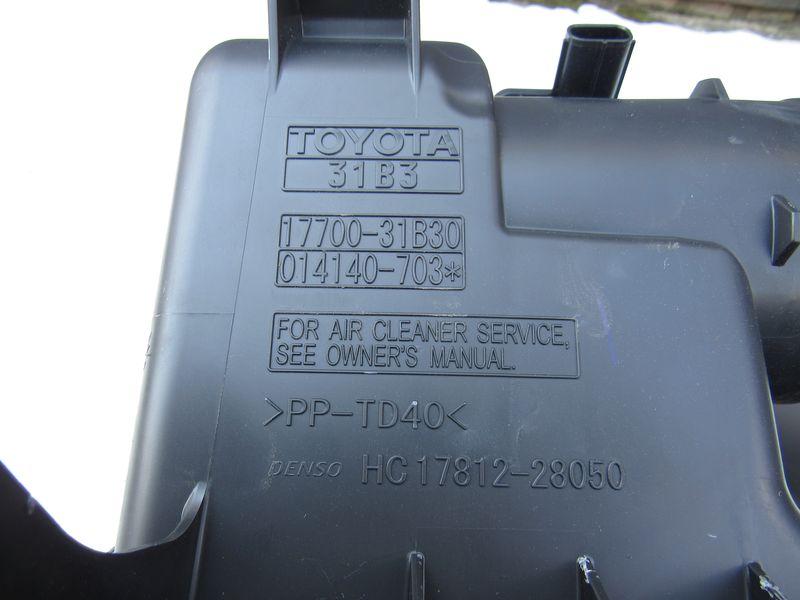 TOYOTA
31B3
17700-31B30
014140-703*
FOR AIR CLEANER SERVICE,
SEE OWNER'S MANUAL.
>PP-TD40<
DENSO HC 17812-28050